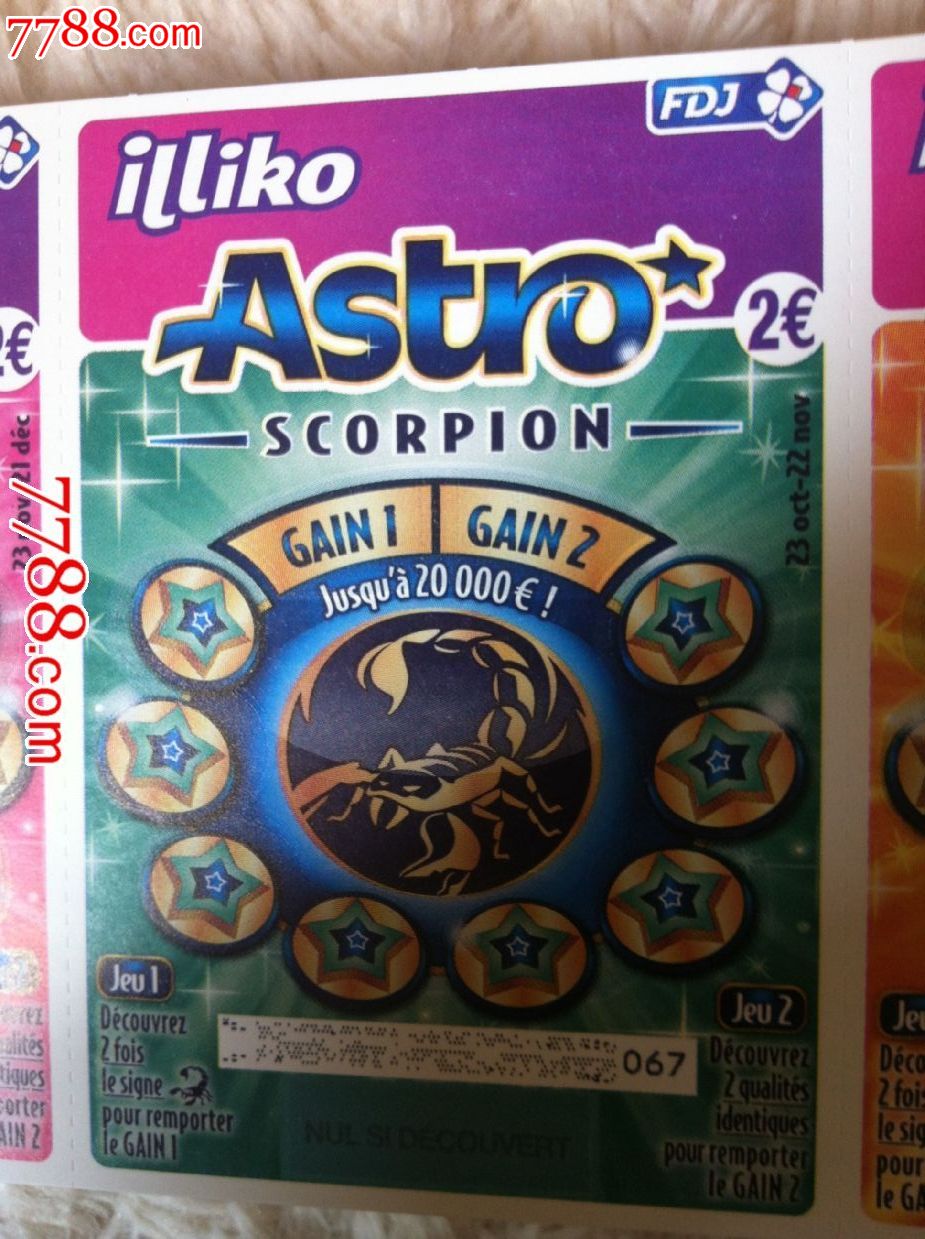 7788.com
FDJ
illiko
Astro
2€
2€
SCORPION
23 oct-22 nov
23 nov-21 déc
7788.com
GAIN 1
GAIN 2
Jusqu'à 20 000 € !
Jeu 1
Découvrez
2 fois
le signe
pour remporter
le GAIN 1
067
NUL SI DECOUVERT
Jeu 2
Découvrez
2 qualités
identiques
pour remporter
le GAIN 2